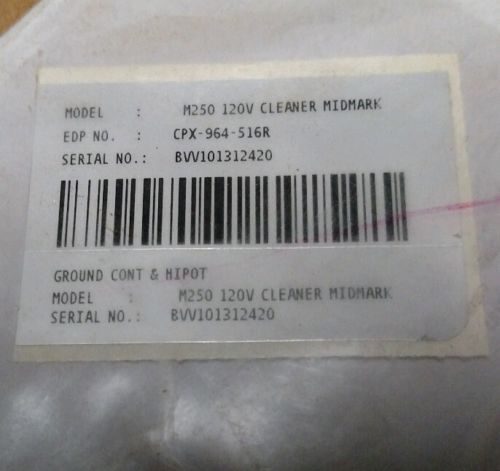 MODEL : M250 120V CLEANER MIDMARK
EDP NO. : CPX-964-516R
SERIAL NO.: BVV101312420
GROUND CONT & HIPOT
MODEL : M250 120V CLEANER MIDMARK
SERIAL NO.: BVV101312420